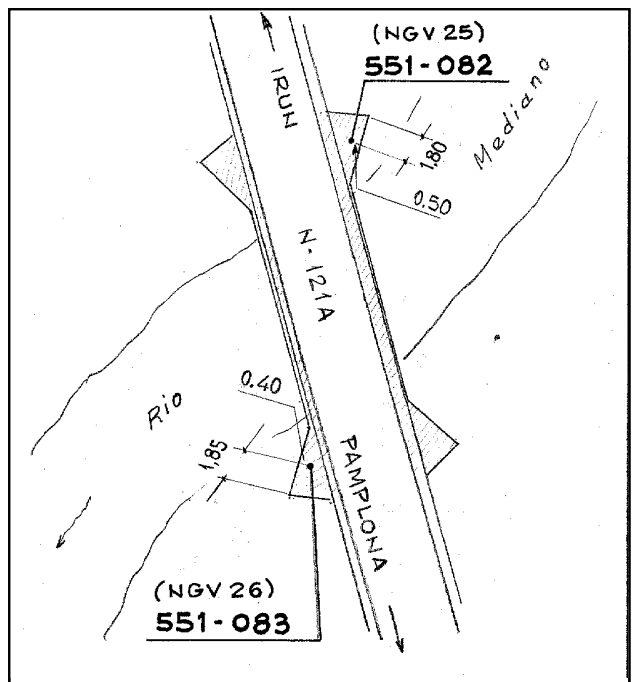 (NGV 25)
551-082
IRUN
Mediano
1.80
0.50
N-121A
0.40
Rio
1,85
PAMPLONA
(NGV 26)
551-083